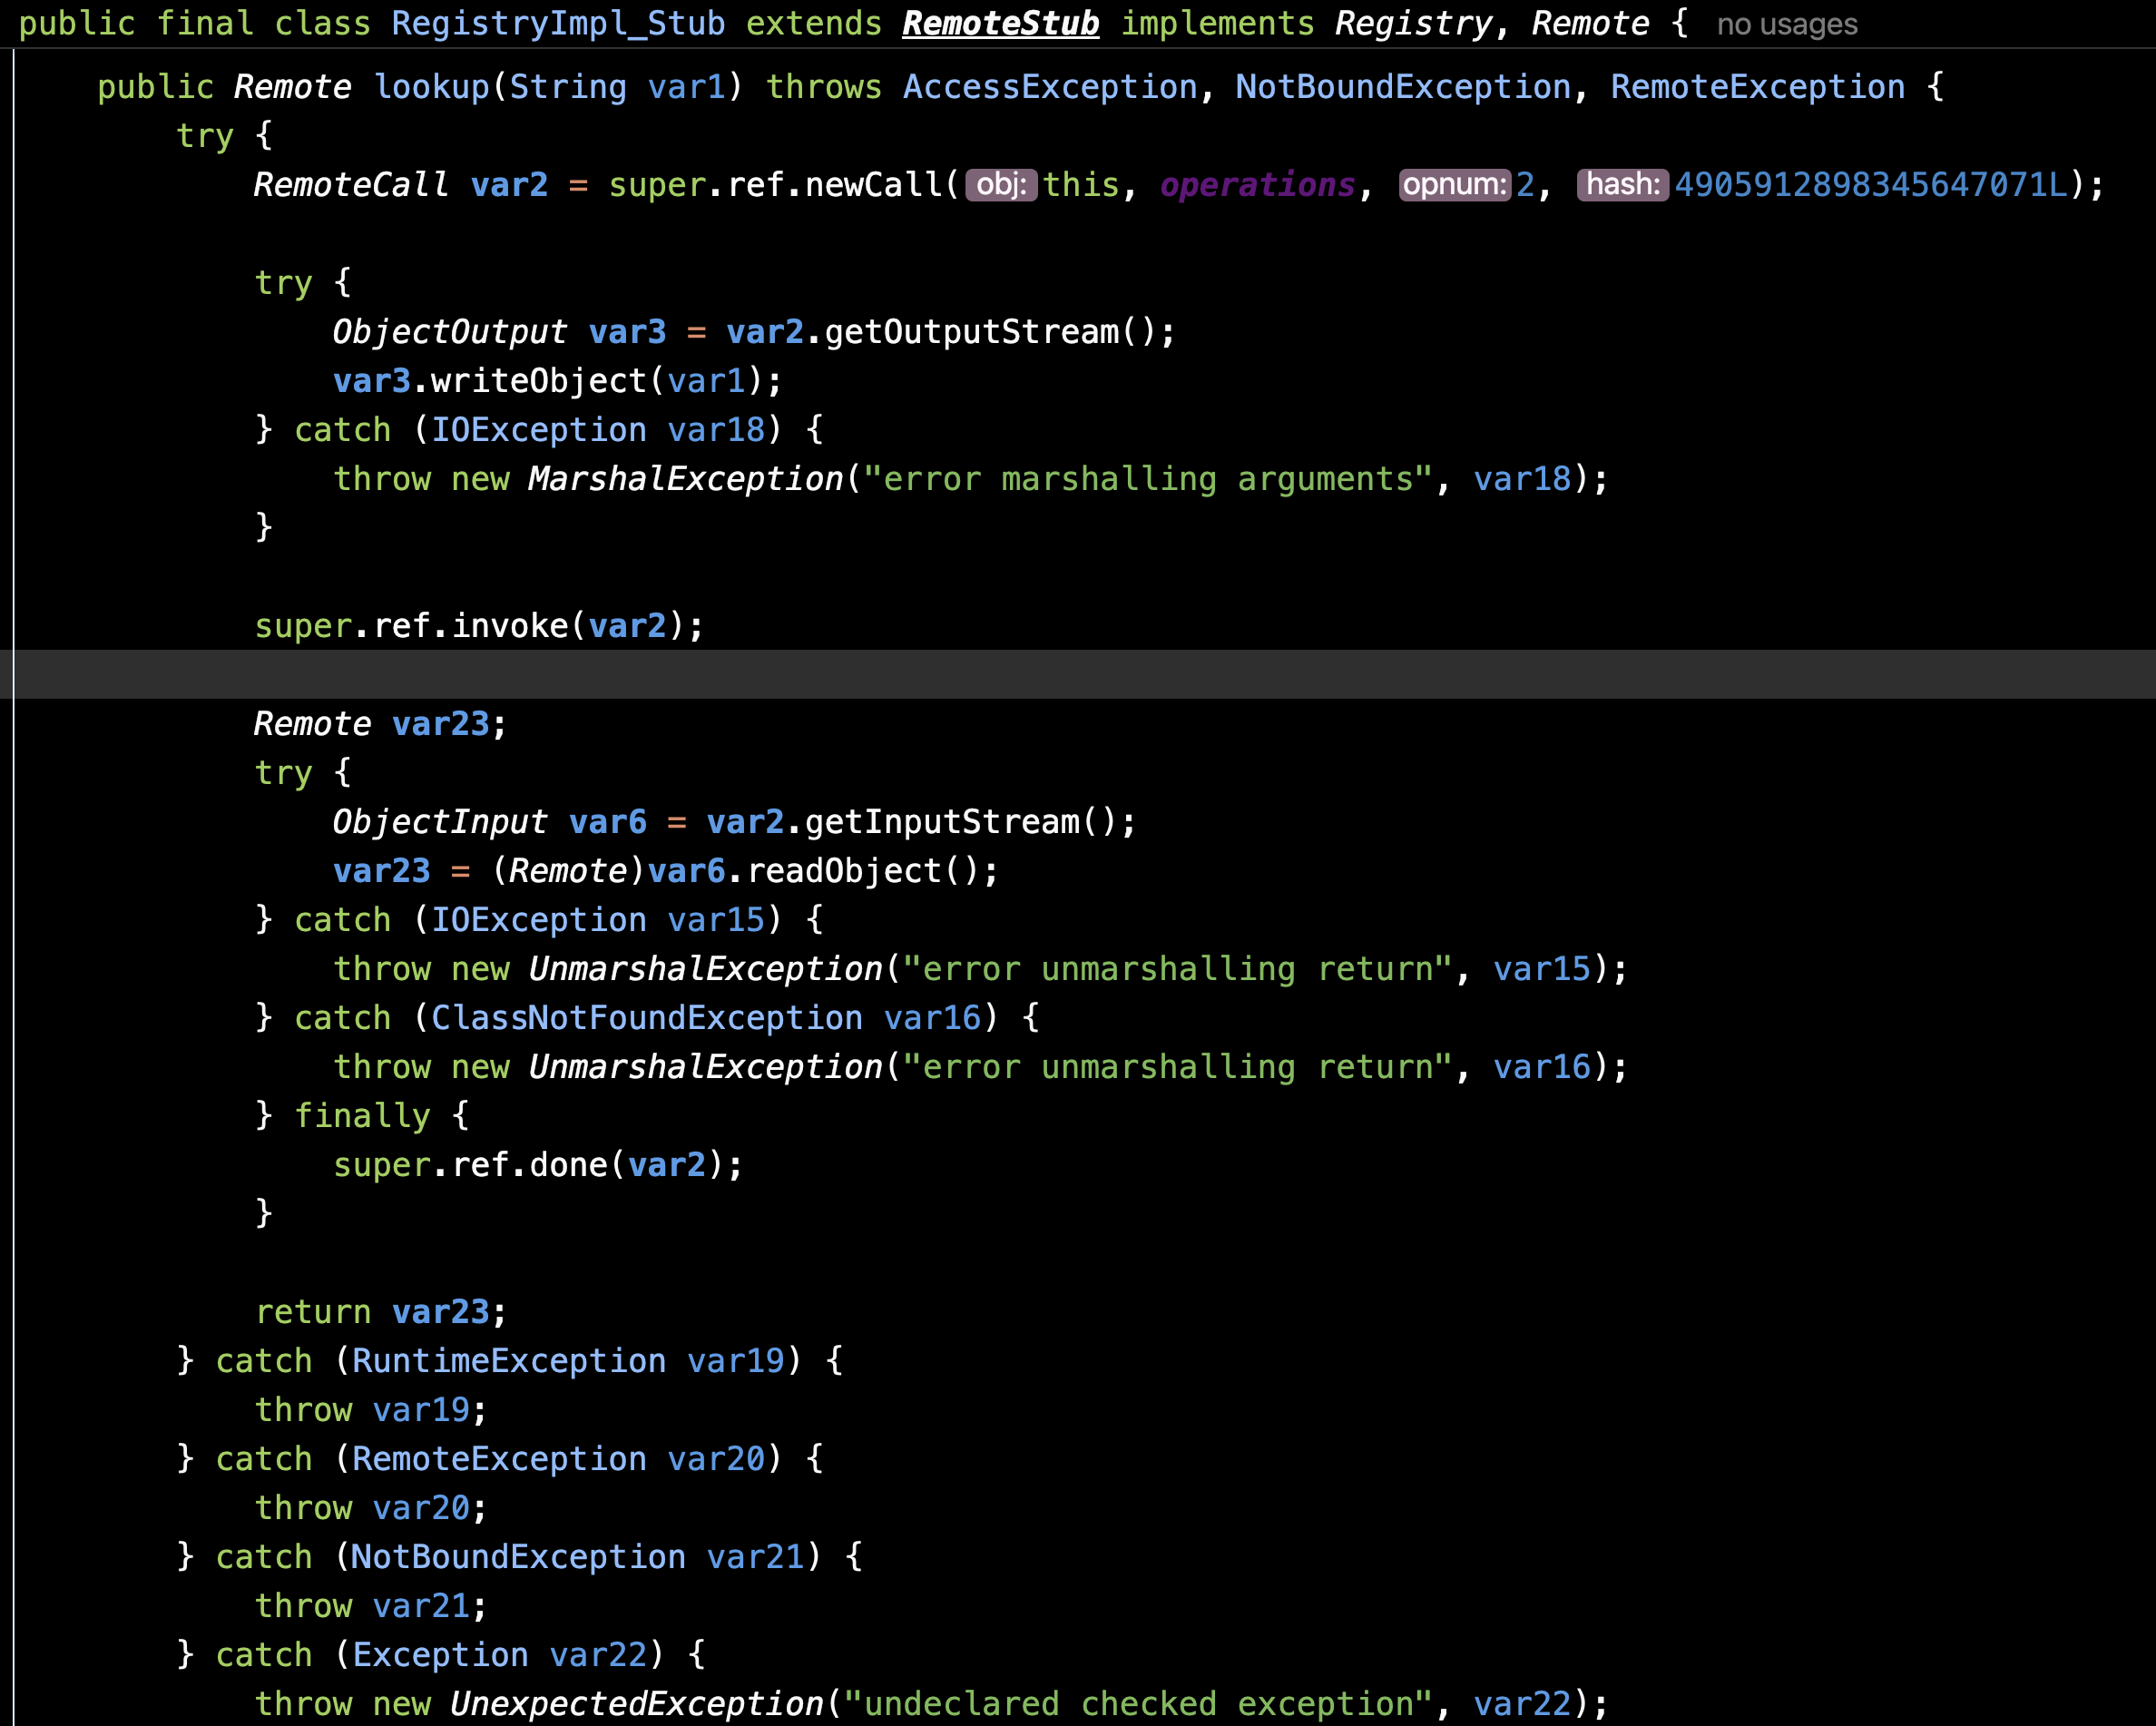 public final class RegistryImpl_Stub extends RemoteStub implements Registry, Remote { no usages
public Remote lookup(String var1) throws AccessException, NotBoundException, RemoteException {
try {
RemoteCall var2 = super.ref.newCall( obj: this, operations, opnum: 2, hash: 4905912898345647071L);
try {
ObjectOutput var3 = var2.getOutputStream();
var3.writeObject(var1);
} catch (IOException var18) {
throw new MarshalException("error marshalling arguments", var18);
}
super.ref.invoke(var2);
Remote var23;
try {
ObjectInput var6 = var2.getInputStream();
var23 = (Remote)var6.readObject();
} catch (IOException var15) {
throw new UnmarshalException("error unmarshalling return", var15);
} catch (ClassNotFoundException var16) {
throw new UnmarshalException("error unmarshalling return", var16);
} finally {
super.ref.done(var2);
}
return var23;
} catch (RuntimeException var19) {
throw var19;
} catch (RemoteException var20) {
throw var20;
} catch (NotBoundException var21) {
throw var21;
} catch (Exception var22) {
throw new UnexpectedException("undeclared checked exception", var22);